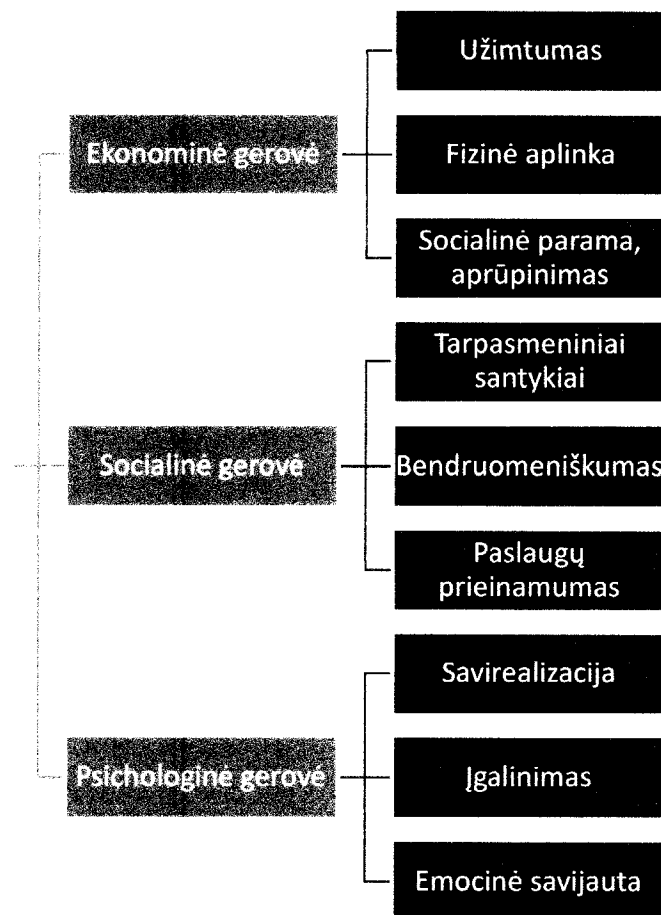 Ekonominė gerovė
Užimtumas
Fizinė aplinka
Socialinė parama,
aprūpinimas
Socialinė gerovė
Tarpasmeniniai
santykiai
Bendruomeniškumas
Paslaugų
prieinamumas
Psichologinė gerovė
Savirealizacija
Įgalinimas
Emocinė savijauta